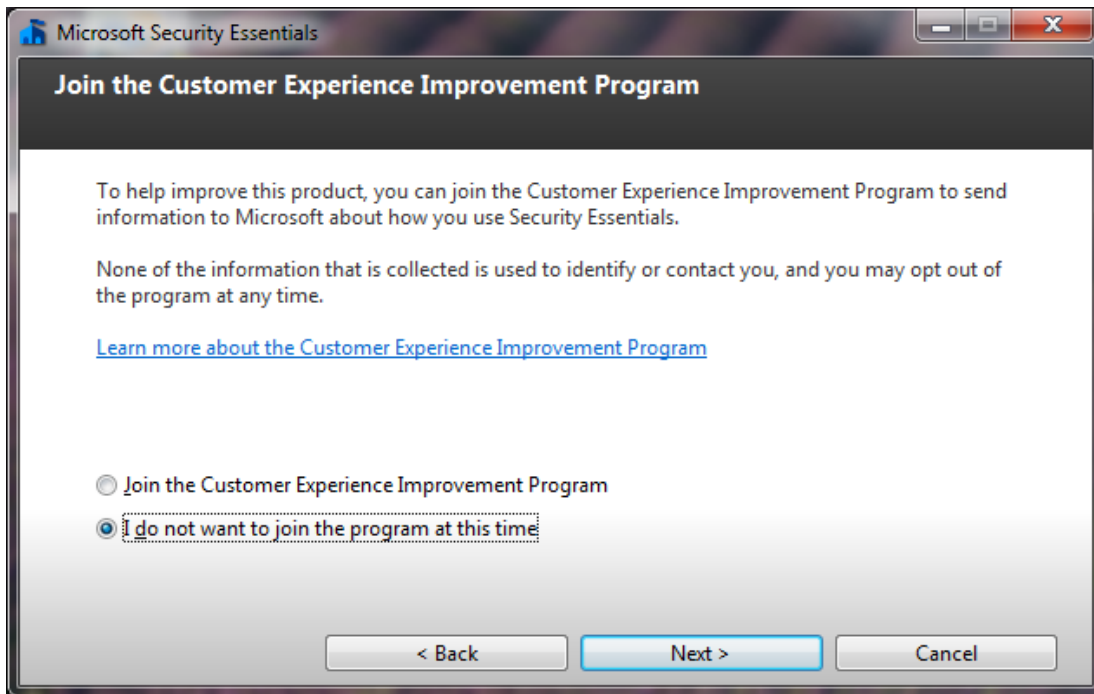 Microsoft Security Essentials
Join the Customer Experience Improvement Program
To help improve this product, you can join the Customer Experience Improvement Program to send
information to Microsoft about how you use Security Essentials.
None of the information that is collected is used to identify or contact you, and you may opt out of
the program at any time.
Learn more about the Customer Experience Improvement Program
Join the Customer Experience Improvement Program
I do not want to join the program at this time
< Back Next > Cancel